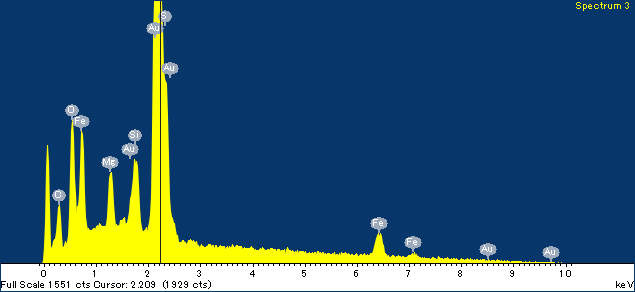 Spectrum 3
S
Au
Au
O
Fe
Si
Au
Mg
C
Fe
Fe
Au
Au
0 1 2 3 4 5 6 7 8 9 10
Full Scale 1551 cts Cursor: 2.209 (1929 cts) keV